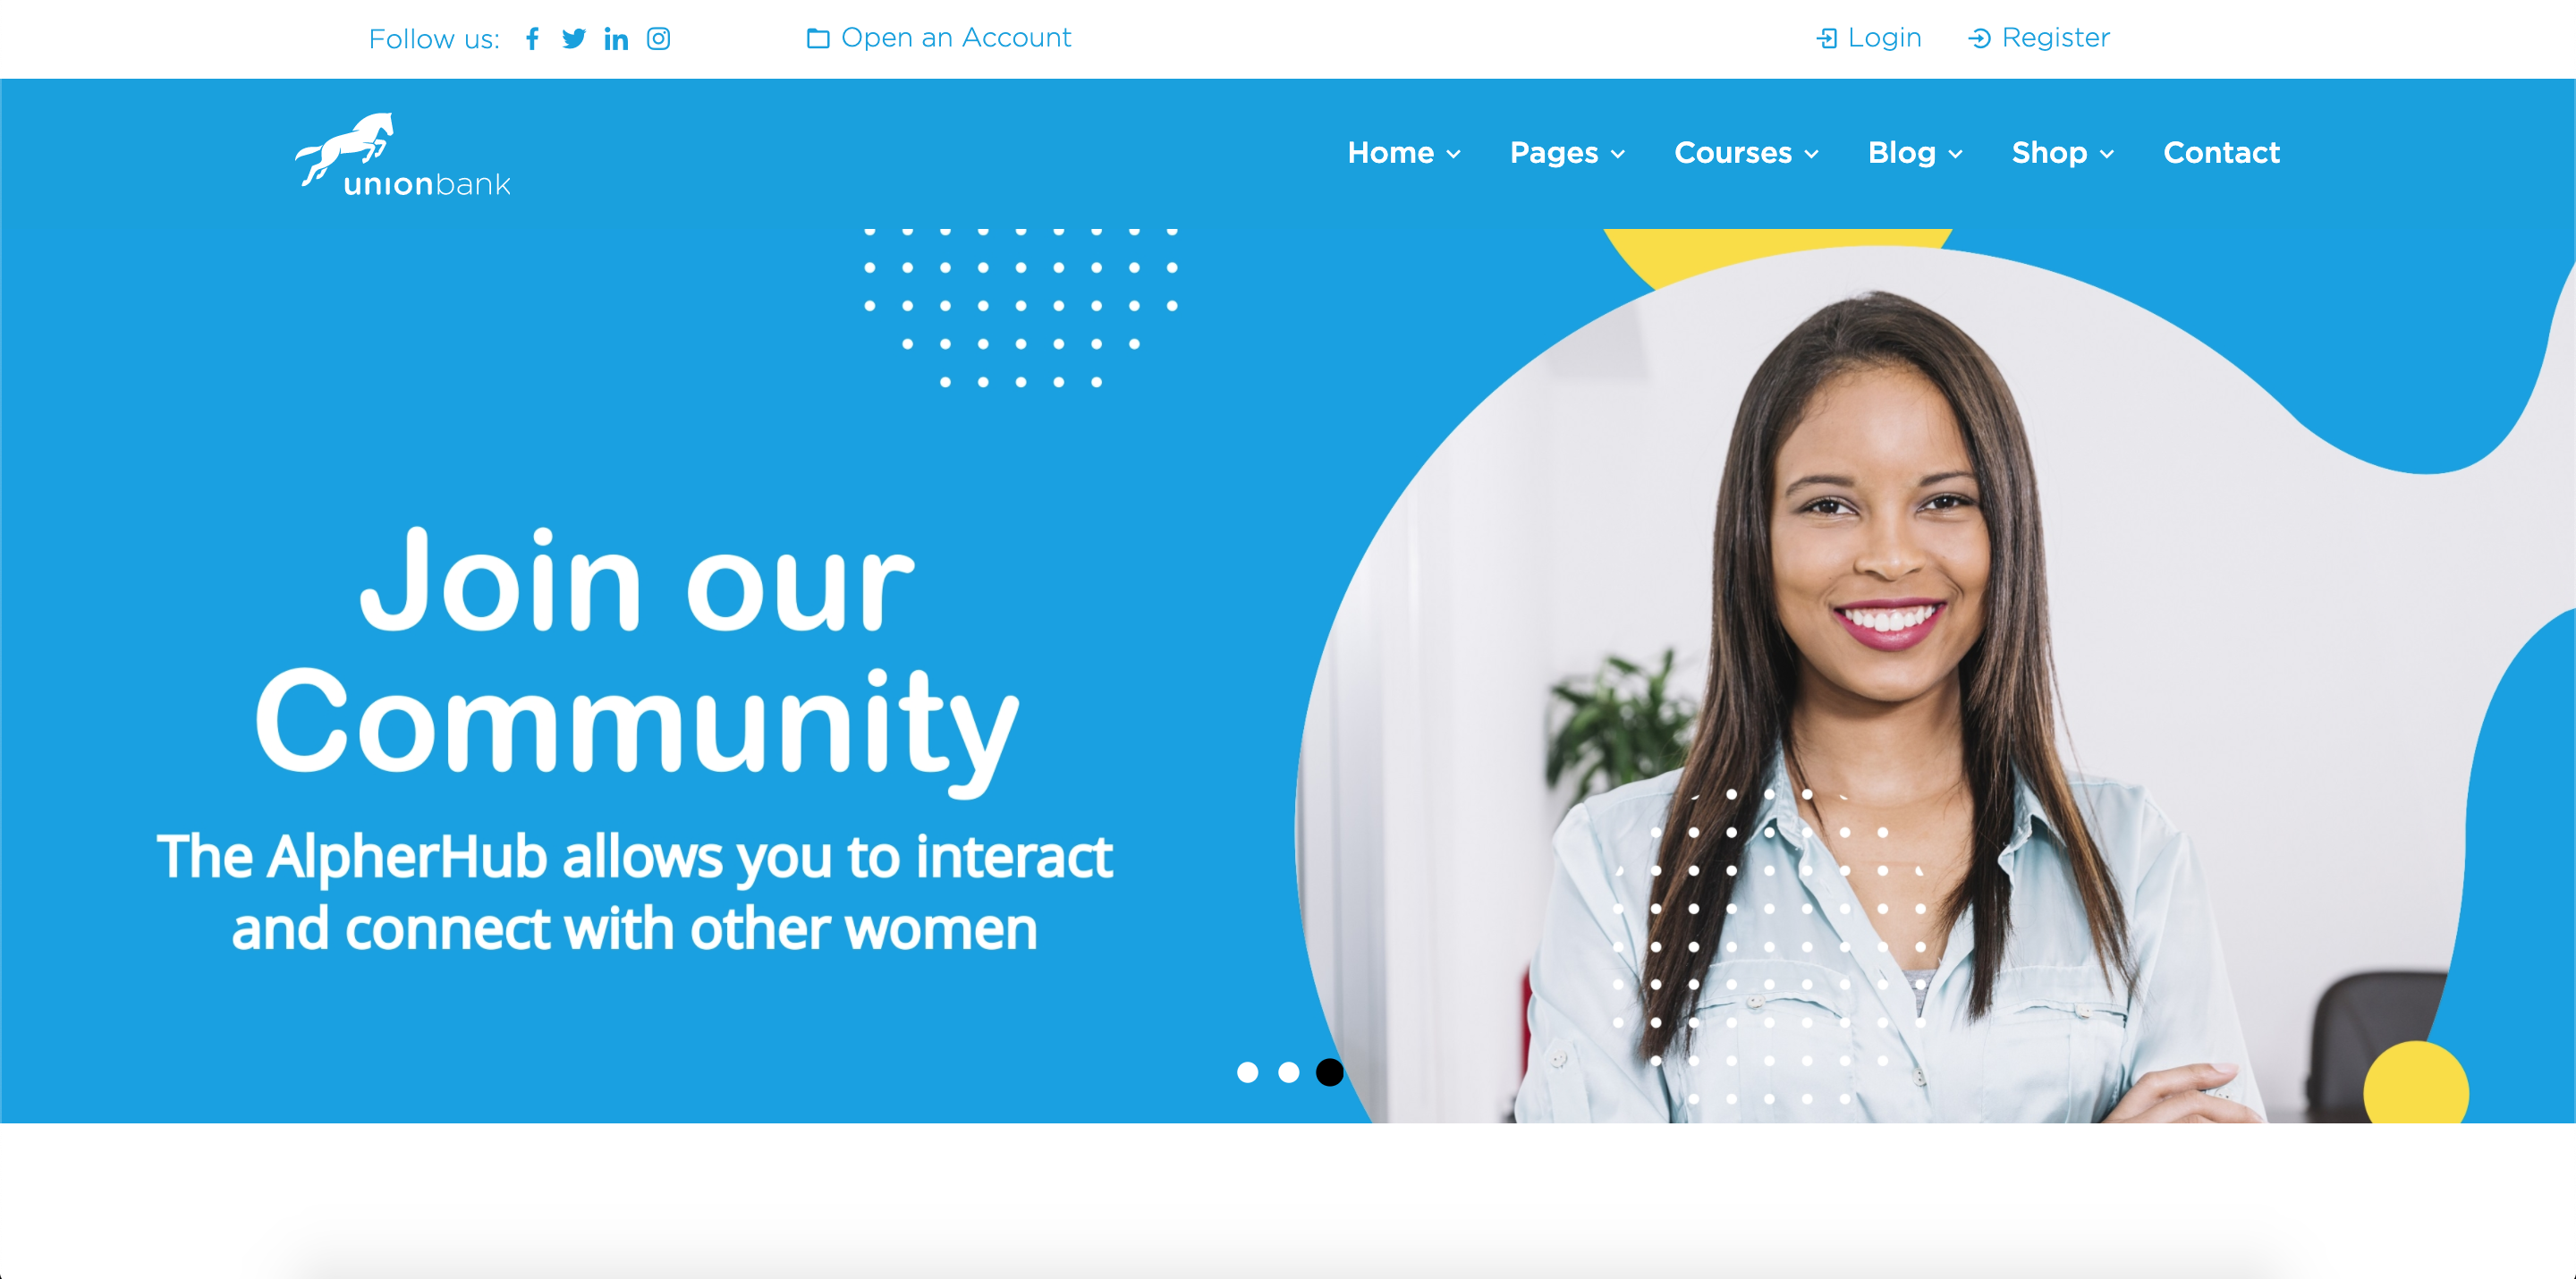 Follow us:
Open an Account
Login
Register
unionbank
Home
Pages
Courses
Blog
Shop
Contact
Join our
Community
The AlpherHub allows you to interact
and connect with other women